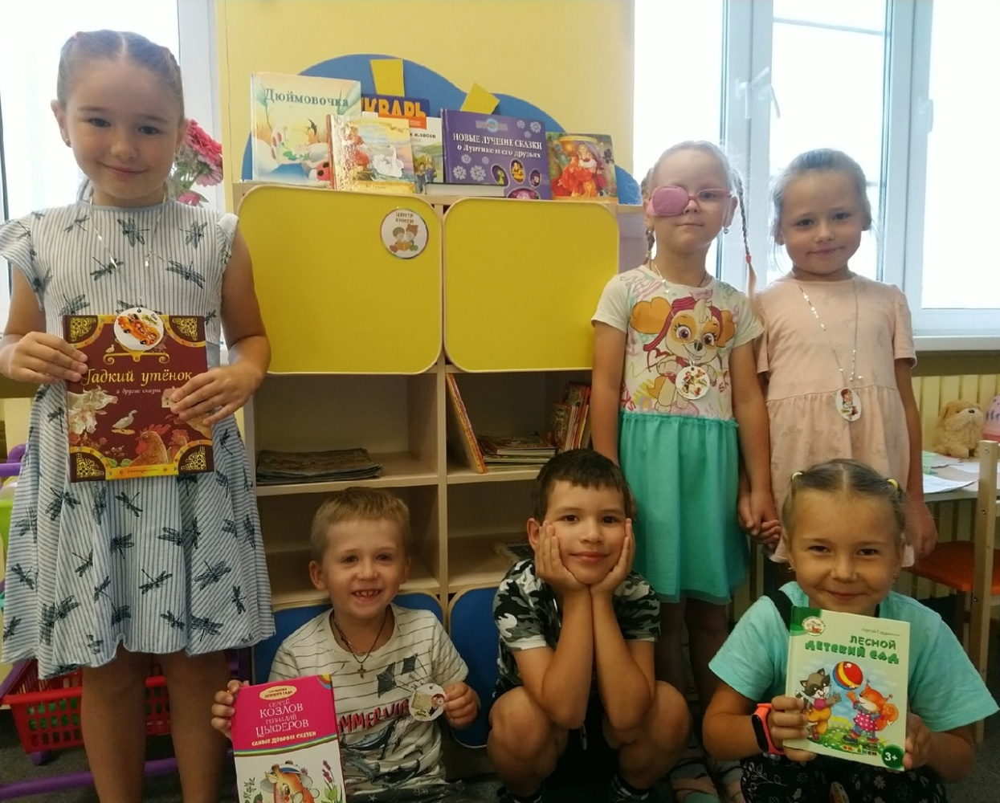 Дюймовочка
КВАРЬ
НОВЫЕ ЛУЧШИЕ СКАЗКИ
о Лунтике и его друзьях
ЦЕНТР
КНИГИ
Гадкий утёнок
и другие сказки
СЕРГЕЙ
КОЗЛОВ
ГЕННАДИЙ
ЦЫФЕРОВ
САМЫЕ ДОБРЫЕ СКАЗКИ
ЛЕСНОЙ
ДЕТСКИЙ САД
3+